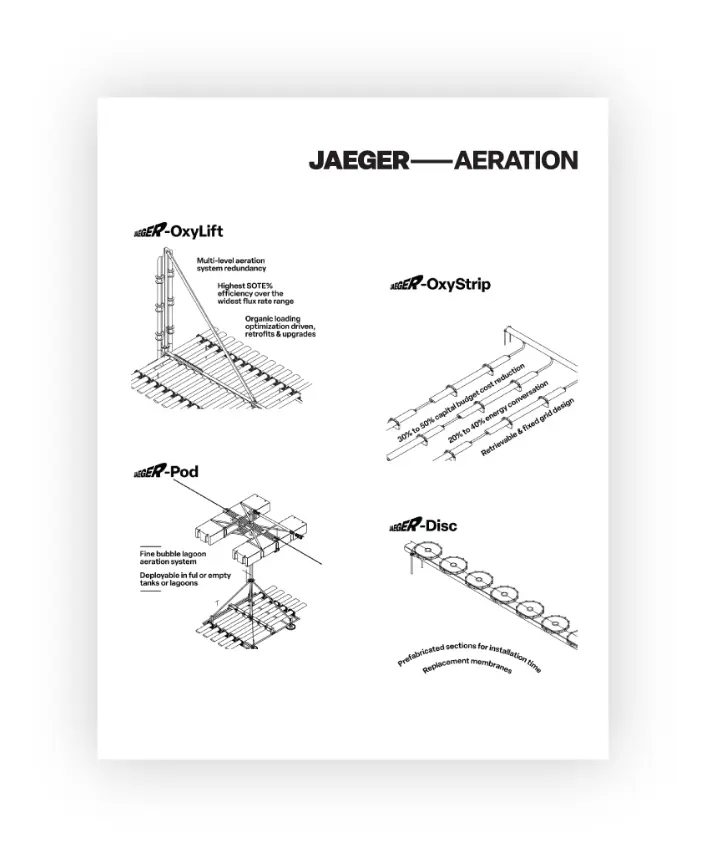 JAEGER—AERATION
JAEGER-OxyLift
Multi-level aeration
system redundancy
Highest SOTE%
efficiency over the
widest flux rate range
Organic loading
optimization driven,
retrofits & upgrades
JAEGER-OxyStrip
30% to 50% capital budget cost reduction
20% to 40% energy conversation
Retrievable & fixed grid design
JAEGER-Pod
Fine bubble lagoon
aeration system
Deployable in ful or empty
tanks or lagoons
JAEGER-Disc
Prefabricated sections for installation time
Replacement membranes